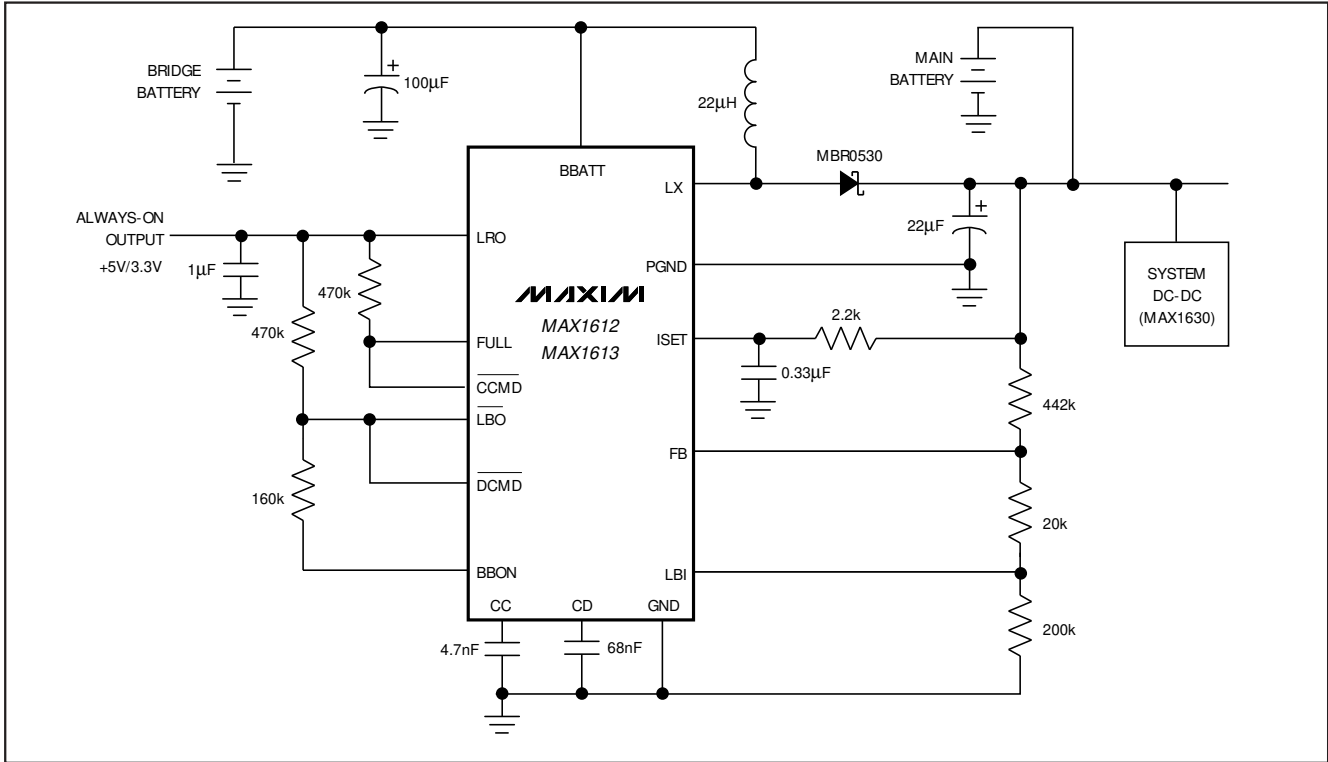 BRIDGE
BATTERY
100µF
22µH
MAIN
BATTERY
MBR0530
BBATT
LX
ALWAYS-ON
OUTPUT
+5V/3.3V
1µF
LRO
22µF
PGND
SYSTEM
DC-DC
(MAX1630)
470k
470k
MAXIM
MAX1612
MAX1613
2.2k
ISET
0.33µF
FULL
CCMD
LBO
442k
FB
DCMD
160k
20k
BBON
LBI
CC
CD
GND
200k
4.7nF
68nF